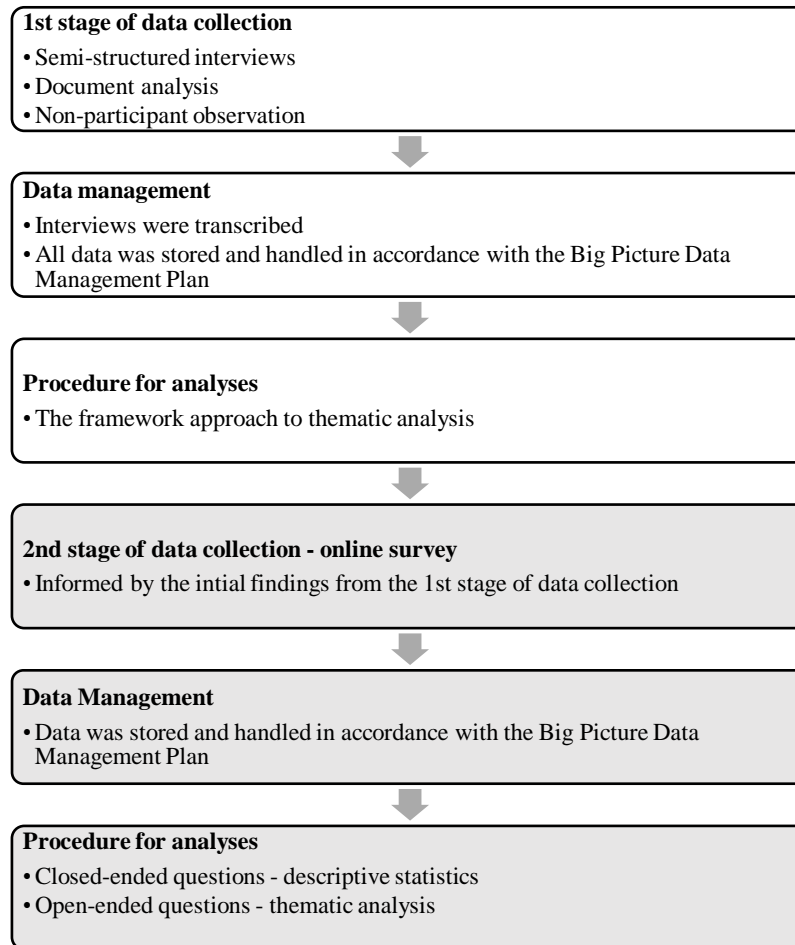 1st stage of data collection
• Semi-structured interviews
• Document analysis
• Non-participant observation
Data management
• Interviews were transcribed
• All data was stored and handled in accordance with the Big Picture Data
Management Plan
Procedure for analyses
• The framework approach to thematic analysis
2nd stage of data collection - online survey
• Informed by the intial findings from the 1st stage of data collection
Data Management
• Data was stored and handled in accordance with the Big Picture Data
Management Plan
Procedure for analyses
• Closed-ended questions - descriptive statistics
• Open-ended questions - thematic analysis